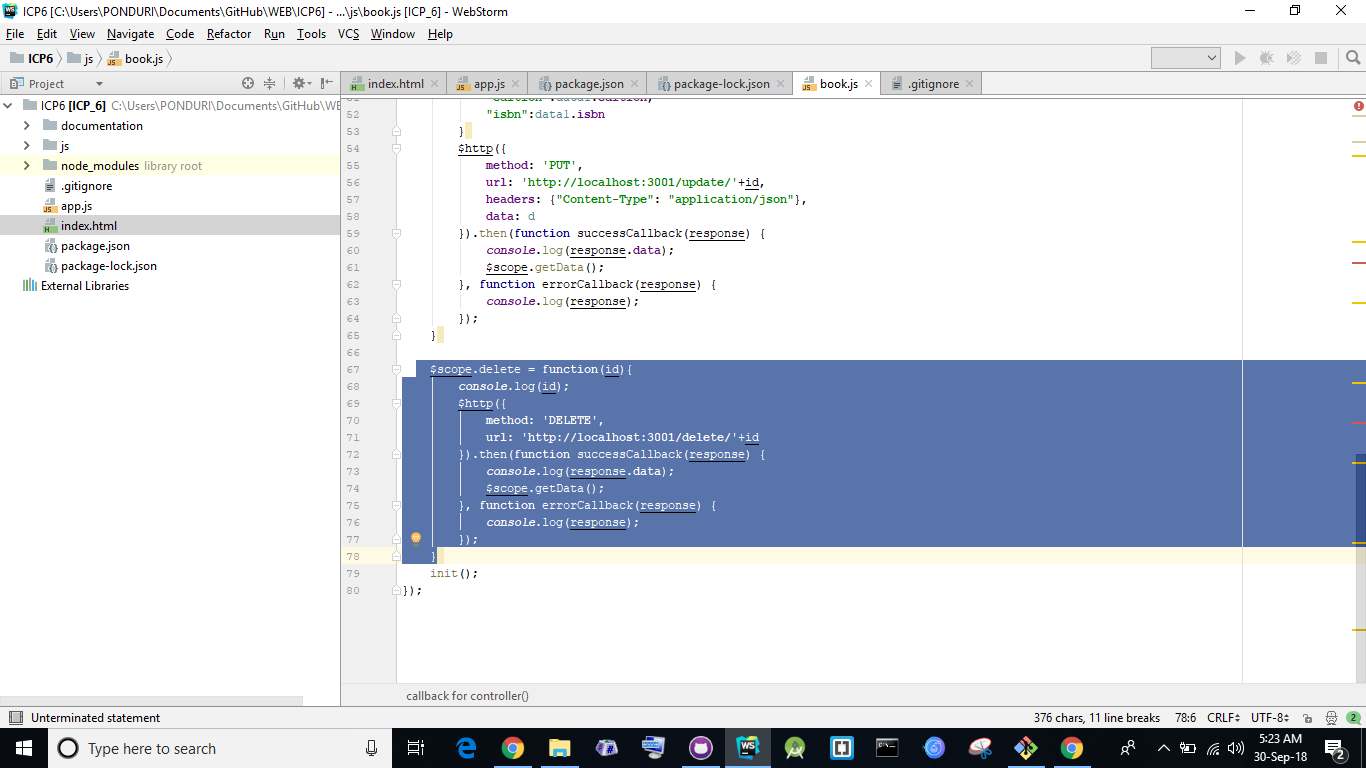 ICP6 [C:\Users\PONDURI\Documents\GitHub\WEB\ICP6] - ...\js\book.js [ICP_6] - WebStorm
File Edit View Navigate Code Refactor Run Tools VCS Window Help
ICP6 js book.js
Project
index.html app.js package.json package-lock.json book.js .gitignore
ICP6 [ICP_6] C:\Users\PONDURI\Documents\GitHub\WE
documentation
js
node_modules library root
.gitignore
app.js
index.html
package.json
package-lock.json
External Libraries
52 "isbn":data1.isbn
53 }
54 $http({
55 method: 'PUT',
56 url: 'http://localhost:3001/update/'+id,
57 headers: {"Content-Type": "application/json"},
58 data: d
59 }).then(function successCallback(response) {
60 console.log(response.data);
61 $scope.getData();
62 }, function errorCallback(response) {
63 console.log(response);
64 });
65 }
66
67 $scope.delete = function(id){
68 console.log(id);
69 $http({
70 method: 'DELETE',
71 url: 'http://localhost:3001/delete/'+id
72 }).then(function successCallback(response) {
73 console.log(response.data);
74 $scope.getData();
75 }, function errorCallback(response) {
76 console.log(response);
77 });
78 }
79 init();
80 });
callback for controller()
Unterminated statement 376 chars, 11 line breaks 78:6 CRLF UTF-8 2
Type here to search
5:23 AM
30-Sep-18
2